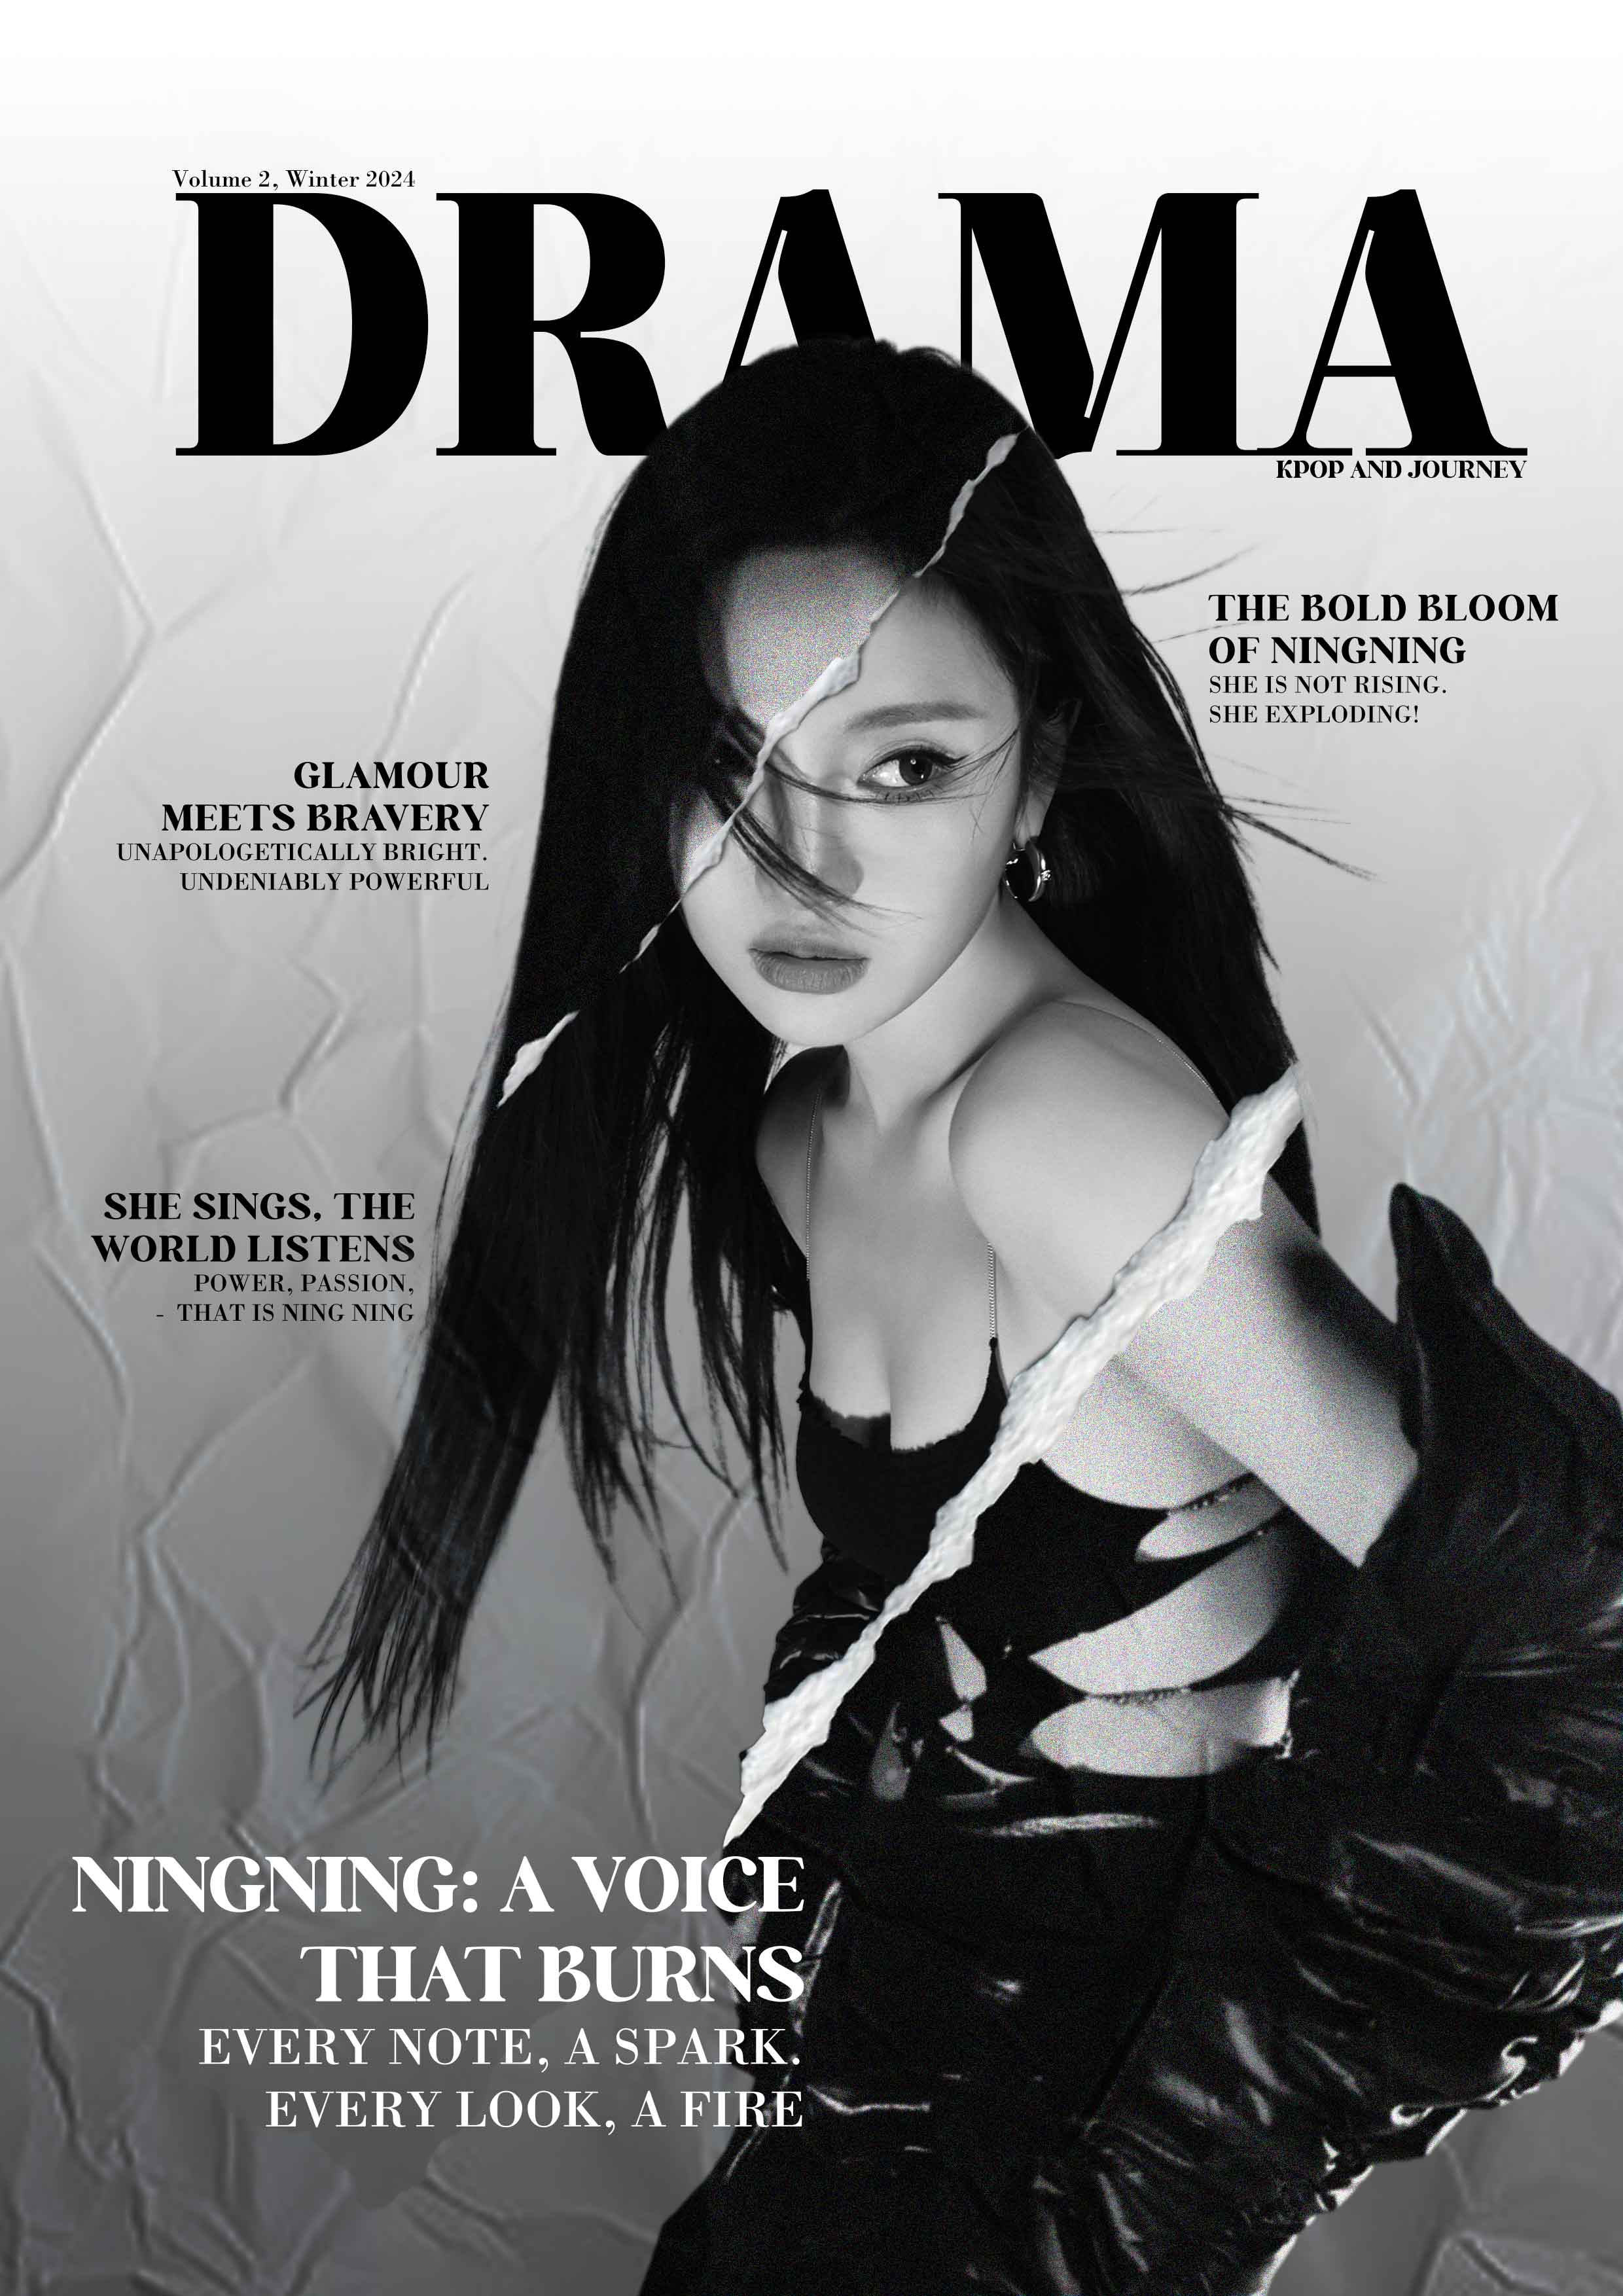 Volume 2, Winter 2024
DRAMA
KPOP AND JOURNEY
THE BOLD BLOOM
OF NINGNING
SHE IS NOT RISING.
SHE EXPLODING!
GLAMOUR
MEETS BRAVERY
UNAPOLOGETICALLY BRIGHT.
UNDENIABLY POWERFUL
SHE SINGS, THE
WORLD LISTENS
POWER, PASSION,
- THAT IS NING NING
NINGNING: A VOICE
THAT BURNS
EVERY NOTE, A SPARK.
EVERY LOOK, A FIRE